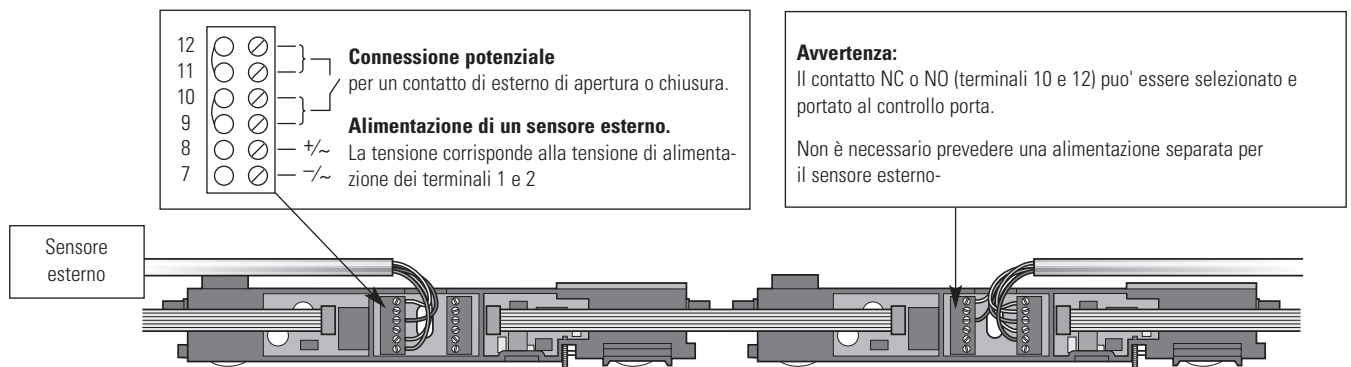 12
11
10
9
8 +/~
7 −/~
Connessione potenziale
per un contatto di esterno di apertura o chiusura.
Alimentazione di un sensore esterno.
La tensione corrisponde alla tensione di alimenta-
zione dei terminali 1 e 2
Avvertenza:
Il contatto NC o NO (terminali 10 e 12) puo' essere selezionato e
portato al controllo porta.
Non è necessario prevedere una alimentazione separata per
il sensore esterno-
Sensore
esterno